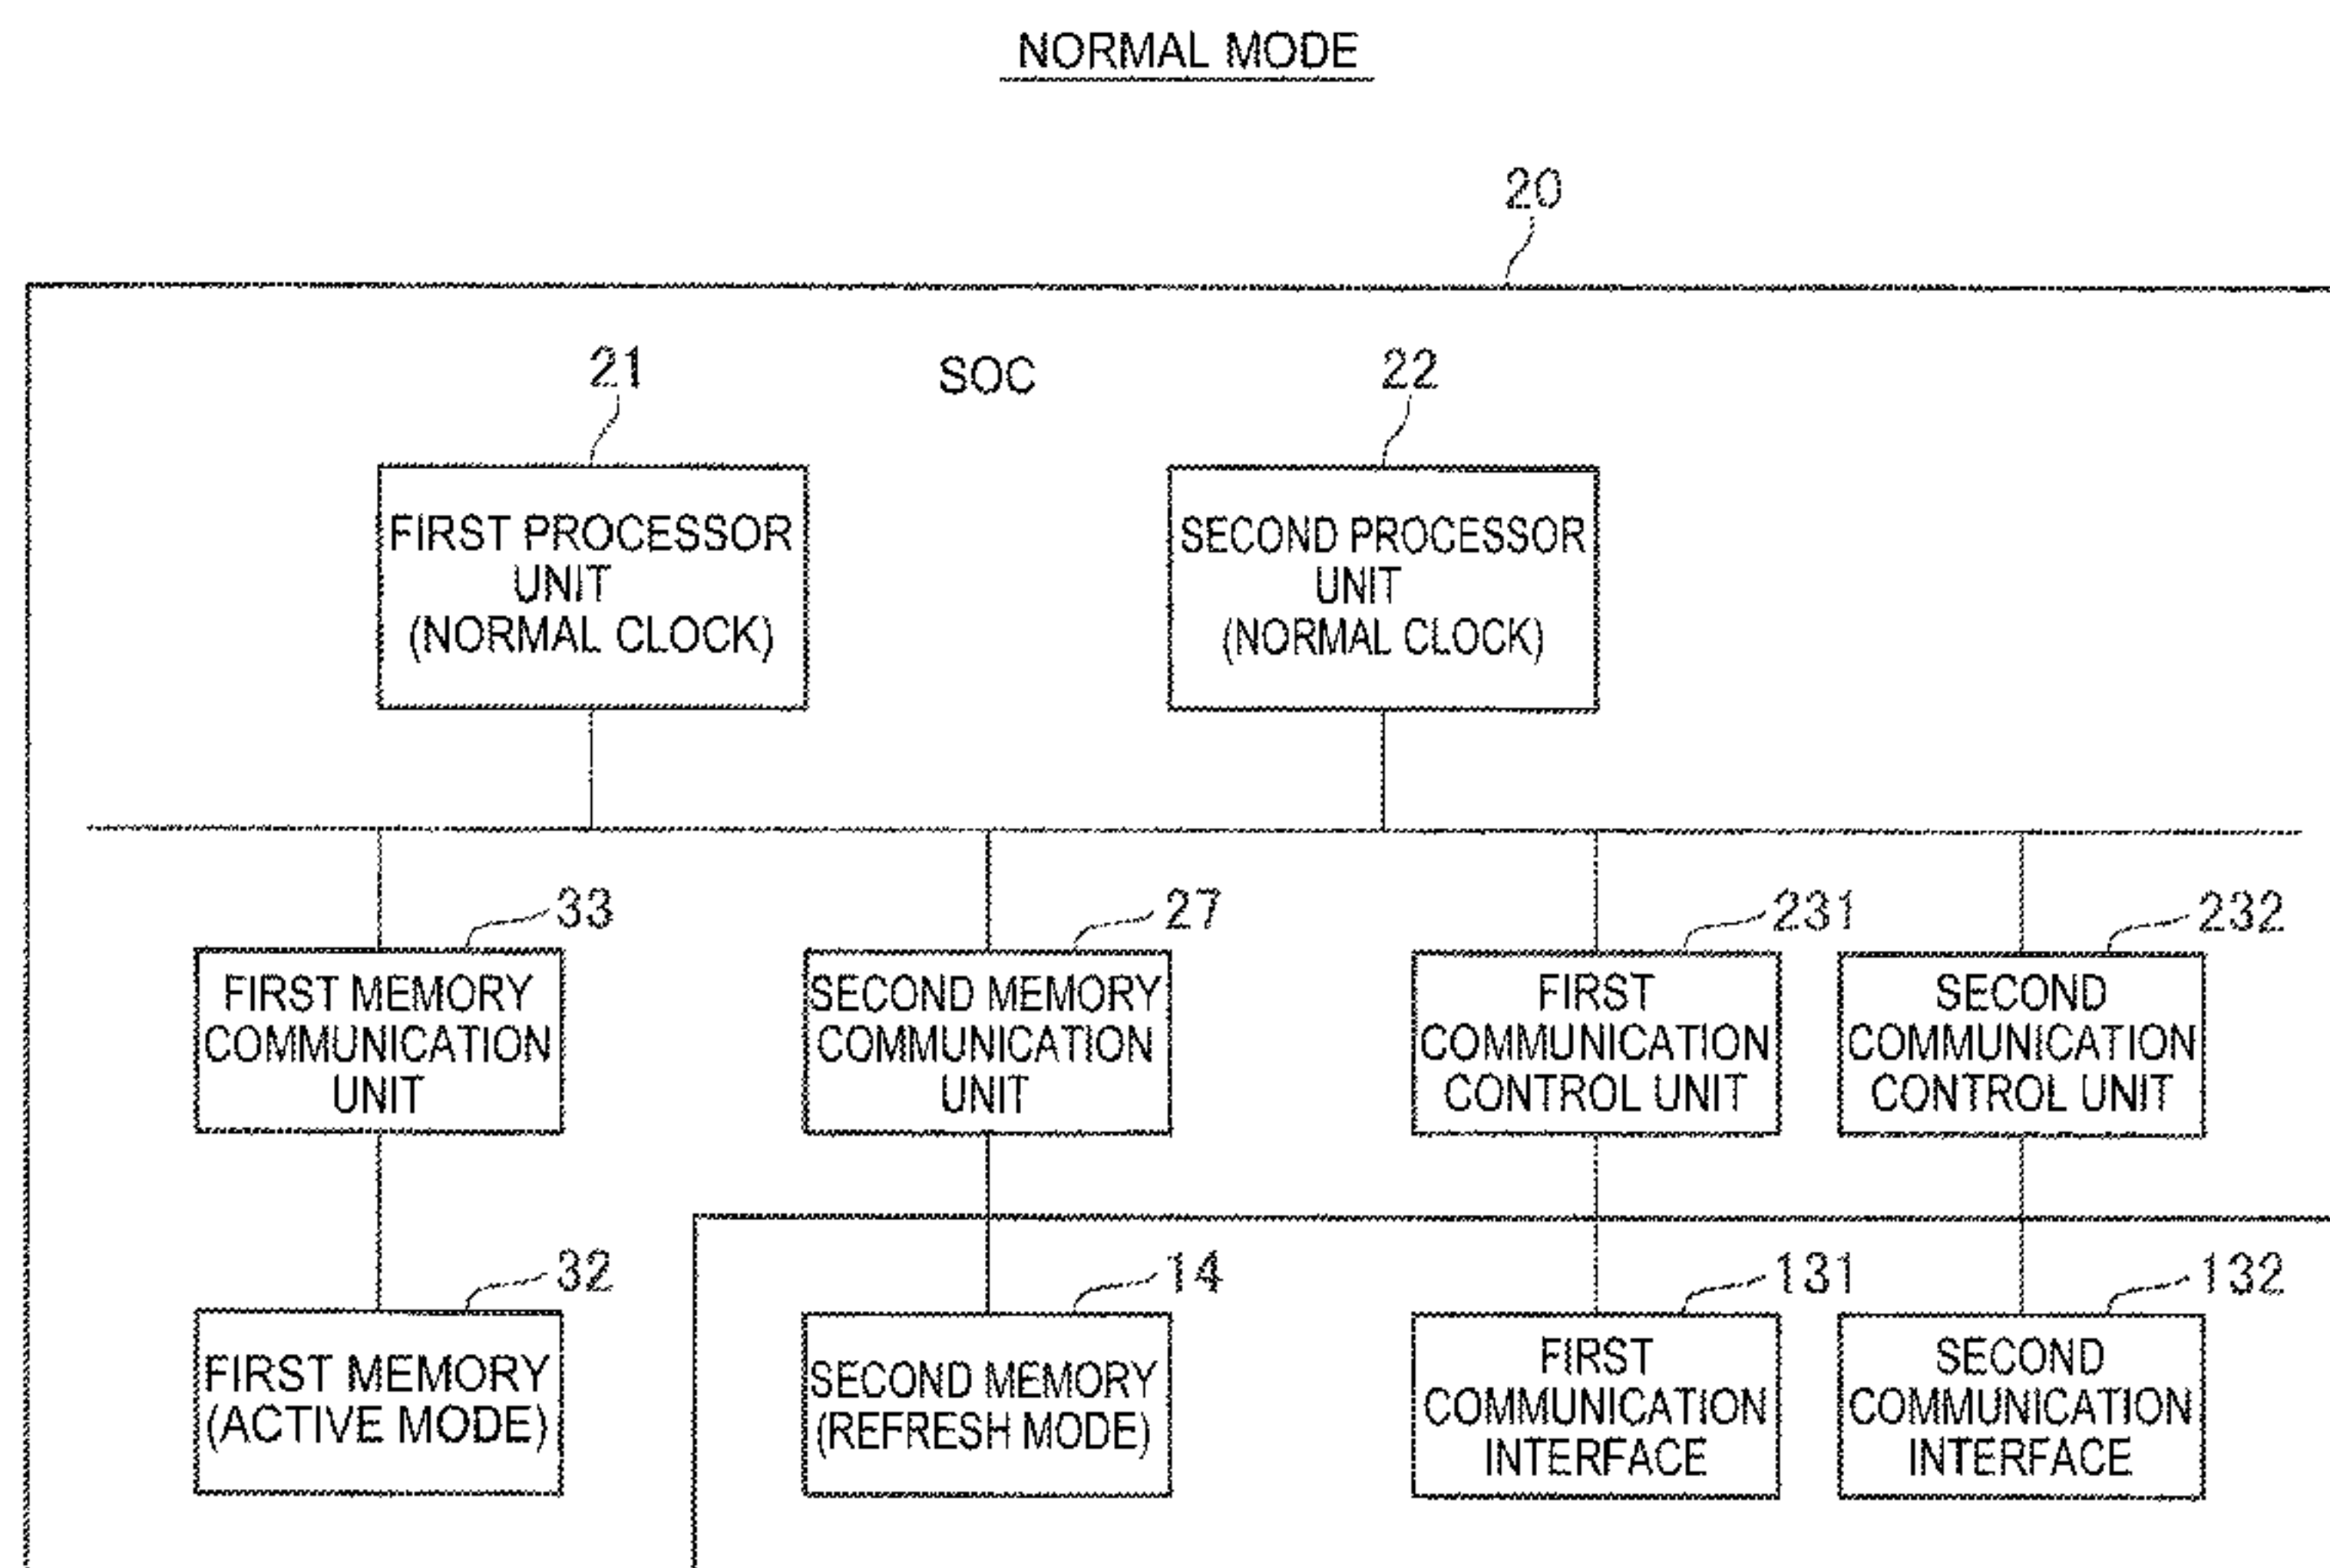 NORMAL MODE
20
21
SOC
22
FIRST PROCESSOR
UNIT
(NORMAL CLOCK)
SECOND PROCESSOR
UNIT
(NORMAL CLOCK)
33
27
231
232
FIRST MEMORY
COMMUNICATION
UNIT
SECOND MEMORY
COMMUNICATION
UNIT
FIRST
COMMUNICATION
CONTROL UNIT
SECOND
COMMUNICATION
CONTROL UNIT
32
14
131
132
FIRST MEMORY
(ACTIVE MODE)
SECOND MEMORY
(REFRESH MODE)
FIRST
COMMUNICATION
INTERFACE
SECOND
COMMUNICATION
INTERFACE